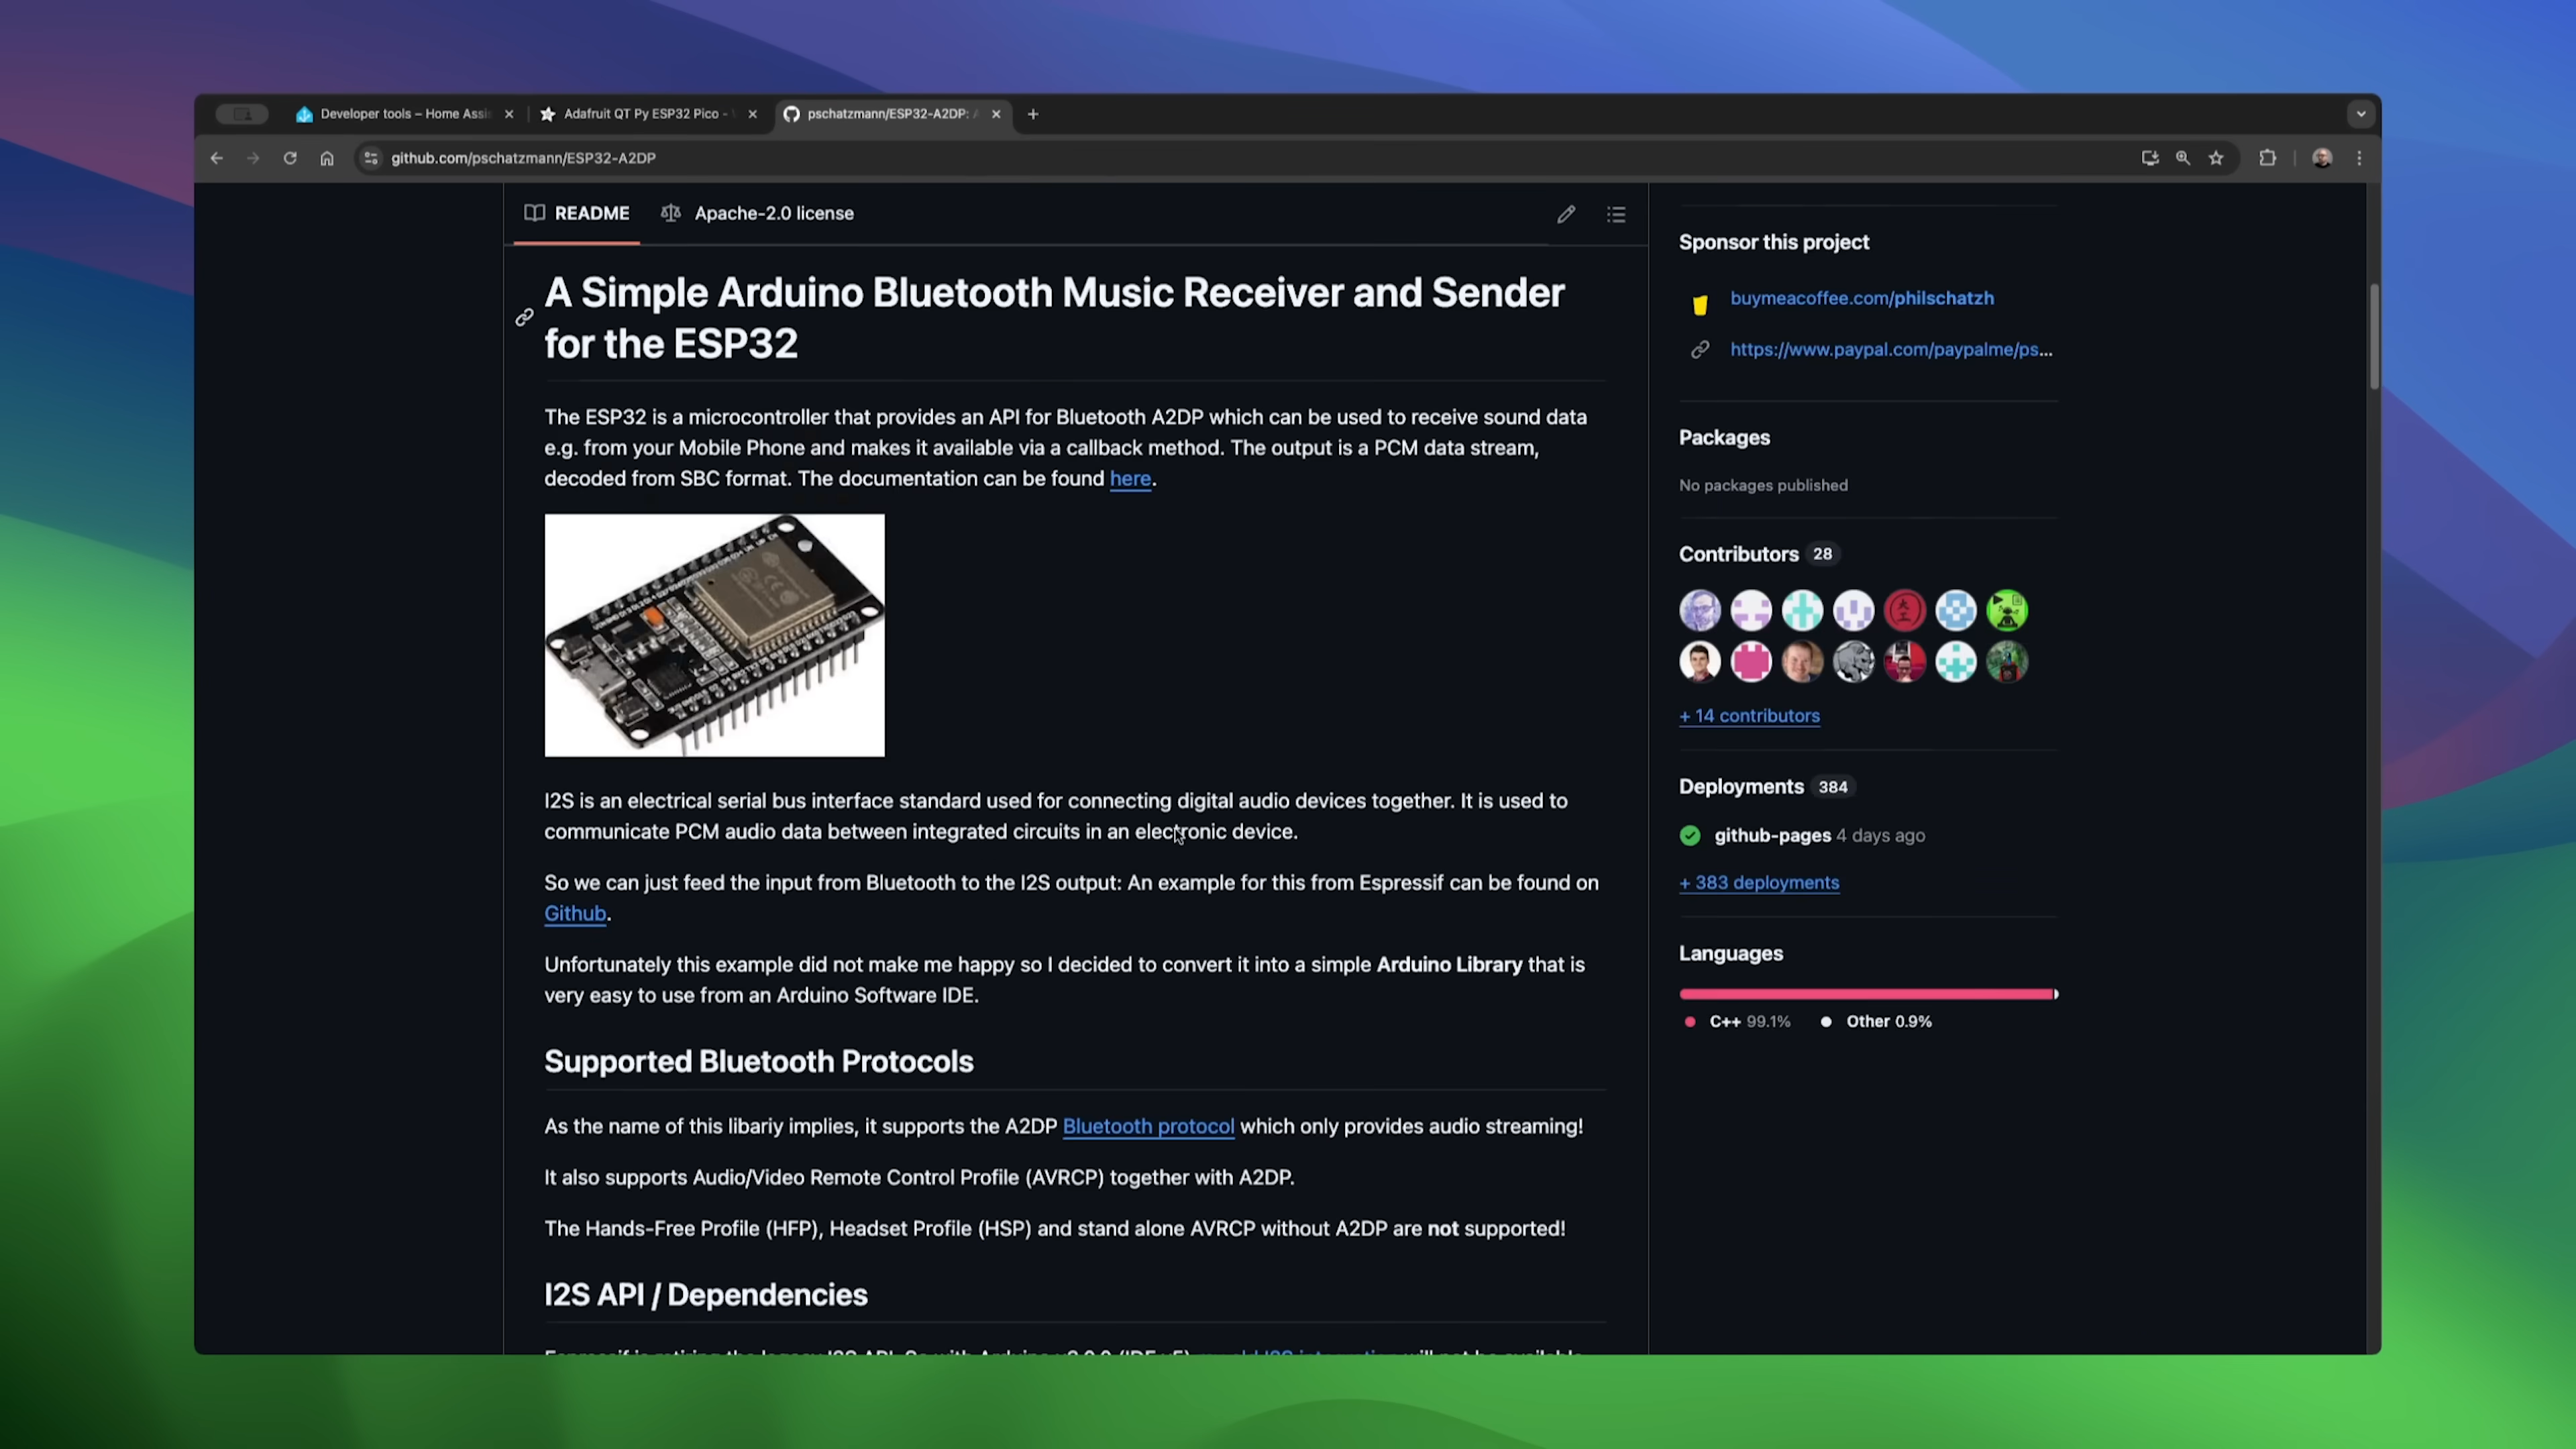 Developer tools – Home Assi
Adafruit QT Py ESP32 Pico -
pschatzmann/ESP32-A2DP:
github.com/pschatzmann/ESP32-A2DP
README
Apache-2.0 license
A Simple Arduino Bluetooth Music Receiver and Sender
for the ESP32
The ESP32 is a microcontroller that provides an API for Bluetooth A2DP which can be used to receive sound data
e.g. from your Mobile Phone and makes it available via a callback method. The output is a PCM data stream,
decoded from SBC format. The documentation can be found here.
I2S is an electrical serial bus interface standard used for connecting digital audio devices together. It is used to
communicate PCM audio data between integrated circuits in an electronic device.
So we can just feed the input from Bluetooth to the I2S output: An example for this from Espressif can be found on
Github.
Unfortunately this example did not make me happy so I decided to convert it into a simple Arduino Library that is
very easy to use from an Arduino Software IDE.
Supported Bluetooth Protocols
As the name of this libariy implies, it supports the A2DP Bluetooth protocol which only provides audio streaming!
It also supports Audio/Video Remote Control Profile (AVRCP) together with A2DP.
The Hands-Free Profile (HFP), Headset Profile (HSP) and stand alone AVRCP without A2DP are not supported!
I2S API / Dependencies
Sponsor this project
buymeacoffee.com/philschatzh
https://www.paypal.com/paypalme/ps...
Packages
No packages published
Contributors 28
+ 14 contributors
Deployments 384
github-pages 4 days ago
+ 383 deployments
Languages
C++ 99.1% Other 0.9%